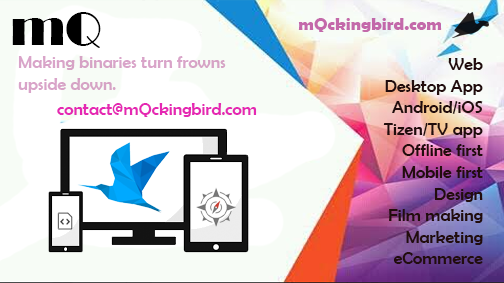 mQ
mQckingbird.com
Making binaries turn frowns
upside down.
contact@mQckingbird.com
Web
Desktop App
Android/iOS
Tizen/TV app
Offline first
Mobile first
Design
Film making
Marketing
eCommerce